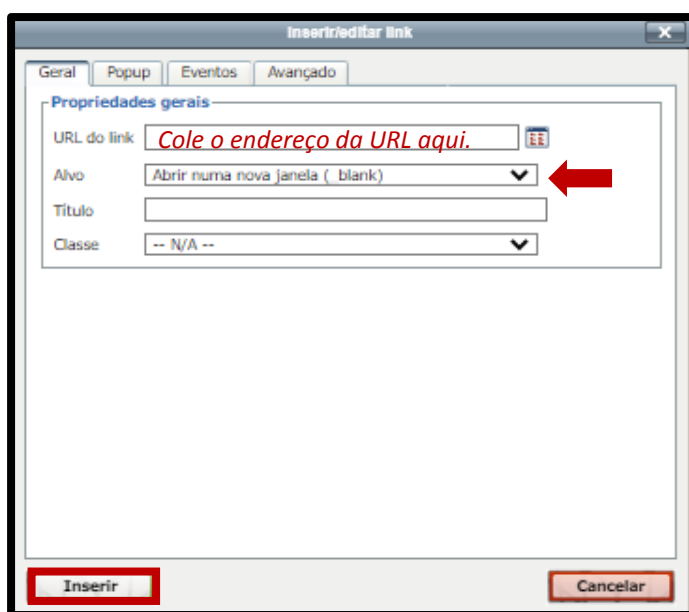 Inserir/editar link
Geral Popup Eventos Avançado
Propriedades gerais
URL do link Cole o endereço da URL aqui.
Alvo Abrir numa nova janela (_blank)
Título
Classe -- N/A --
Inserir Cancelar